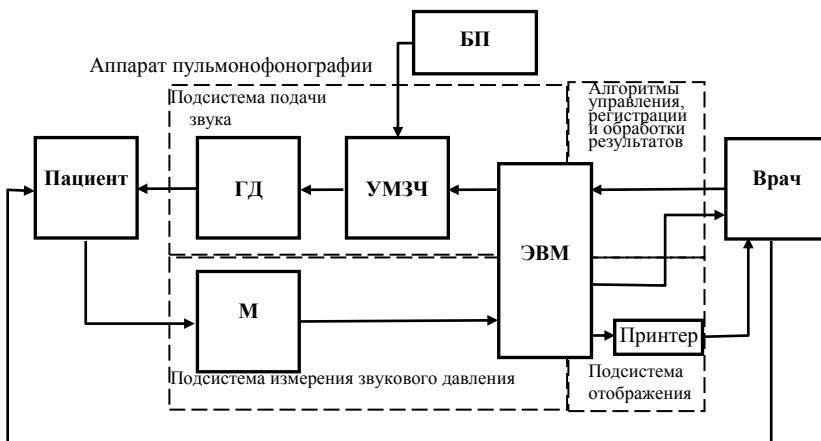 БП
Аппарат пульмонофонографии
Подсистема подачи
звука
Алгоритмы
управления,
регистрации
и обработки
результатов
Пациент
ГД
УМЗЧ
ЭВМ
Врач
М
Принтер
Подсистема измерения звукового давления
Подсистема
отображения